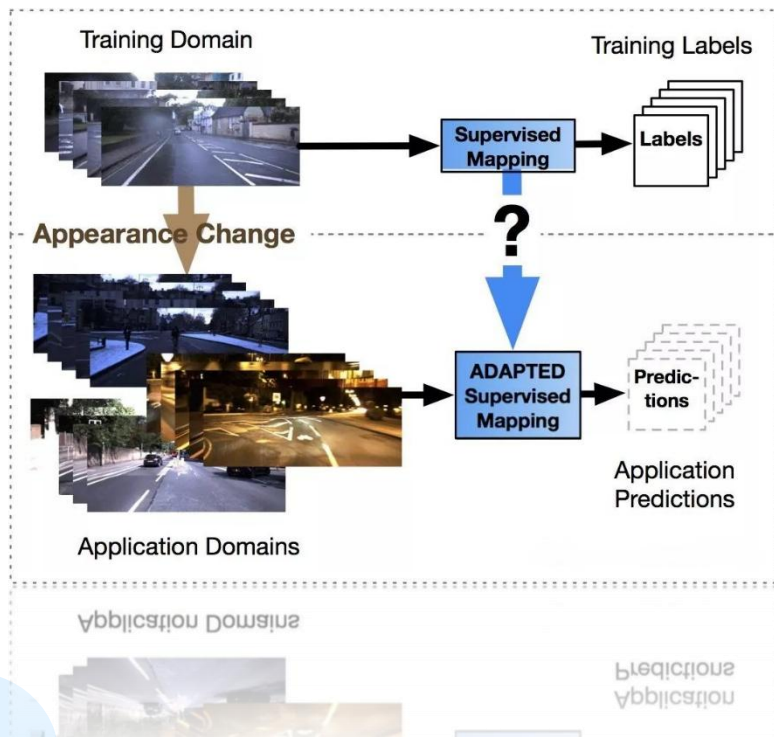 Training Domain
Training Labels
Supervised
Mapping
Labels
?
Appearance Change
ADAPTED
Supervised
Mapping
Predic-
tions
Application
Predictions
Application Domains
Application Domains
Predictions
Application